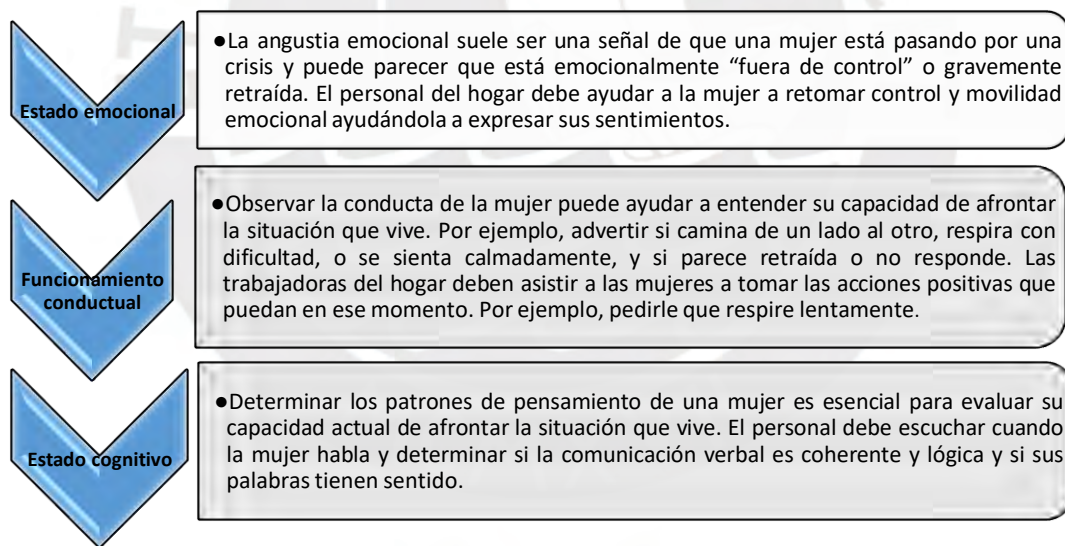 Estado emocional
●La angustia emocional suele ser una señal de que una mujer está pasando por una
crisis y puede parecer que está emocionalmente “fuera de control” o gravemente
retraída. El personal del hogar debe ayudar a la mujer a retomar control y movilidad
emocional ayudándola a expresar sus sentimientos.
Funcionamiento
conductual
●Observar la conducta de la mujer puede ayudar a entender su capacidad de afrontar
la situación que vive. Por ejemplo, advertir si camina de un lado al otro, respira con
dificultad, o se sienta calmadamente, y si parece retraída o no responde. Las
trabajadoras del hogar deben asistir a las mujeres a tomar las acciones positivas que
puedan en ese momento. Por ejemplo, pedirle que respire lentamente.
Estado cognitivo
●Determinar los patrones de pensamiento de una mujer es esencial para evaluar su
capacidad actual de afrontar la situación que vive. El personal debe escuchar cuando
la mujer habla y determinar si la comunicación verbal es coherente y lógica y si sus
palabras tienen sentido.